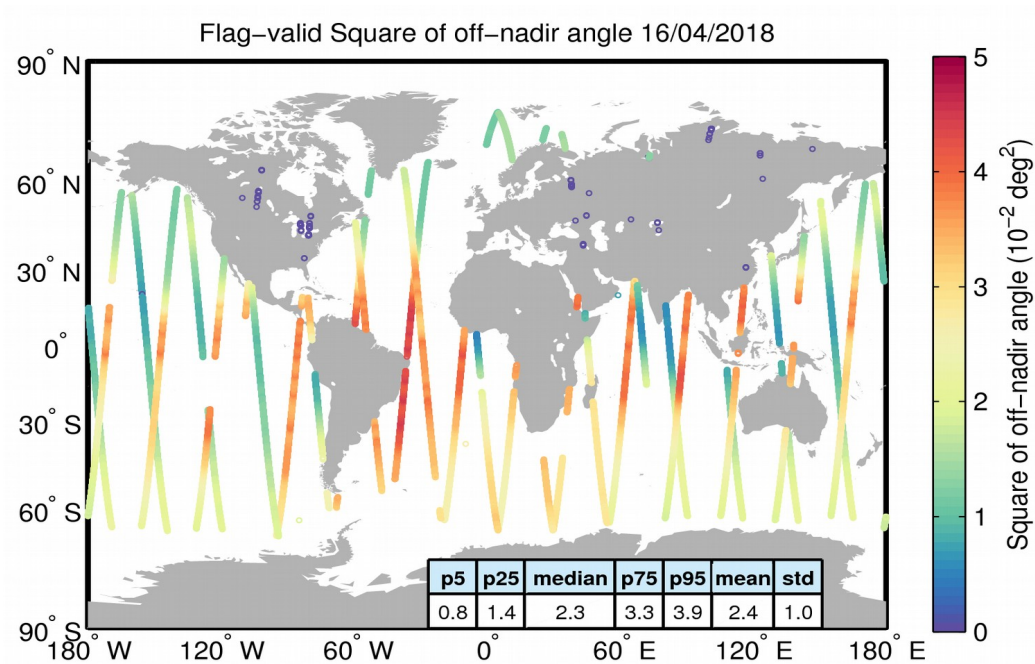 Flag−valid Square of off−nadir angle 16/04/2018
90° N
60° N
30° N
0°
30° S
60° S
90° S
180° W
120° W
60° W
0°
60° E
120° E
180° E
p5 p25 median p75 p95 mean std
0.8 1.4 2.3 3.3 3.9 2.4 1.0
5
4
3
2
1
0
Square of off−nadir angle (10⁻² deg²)